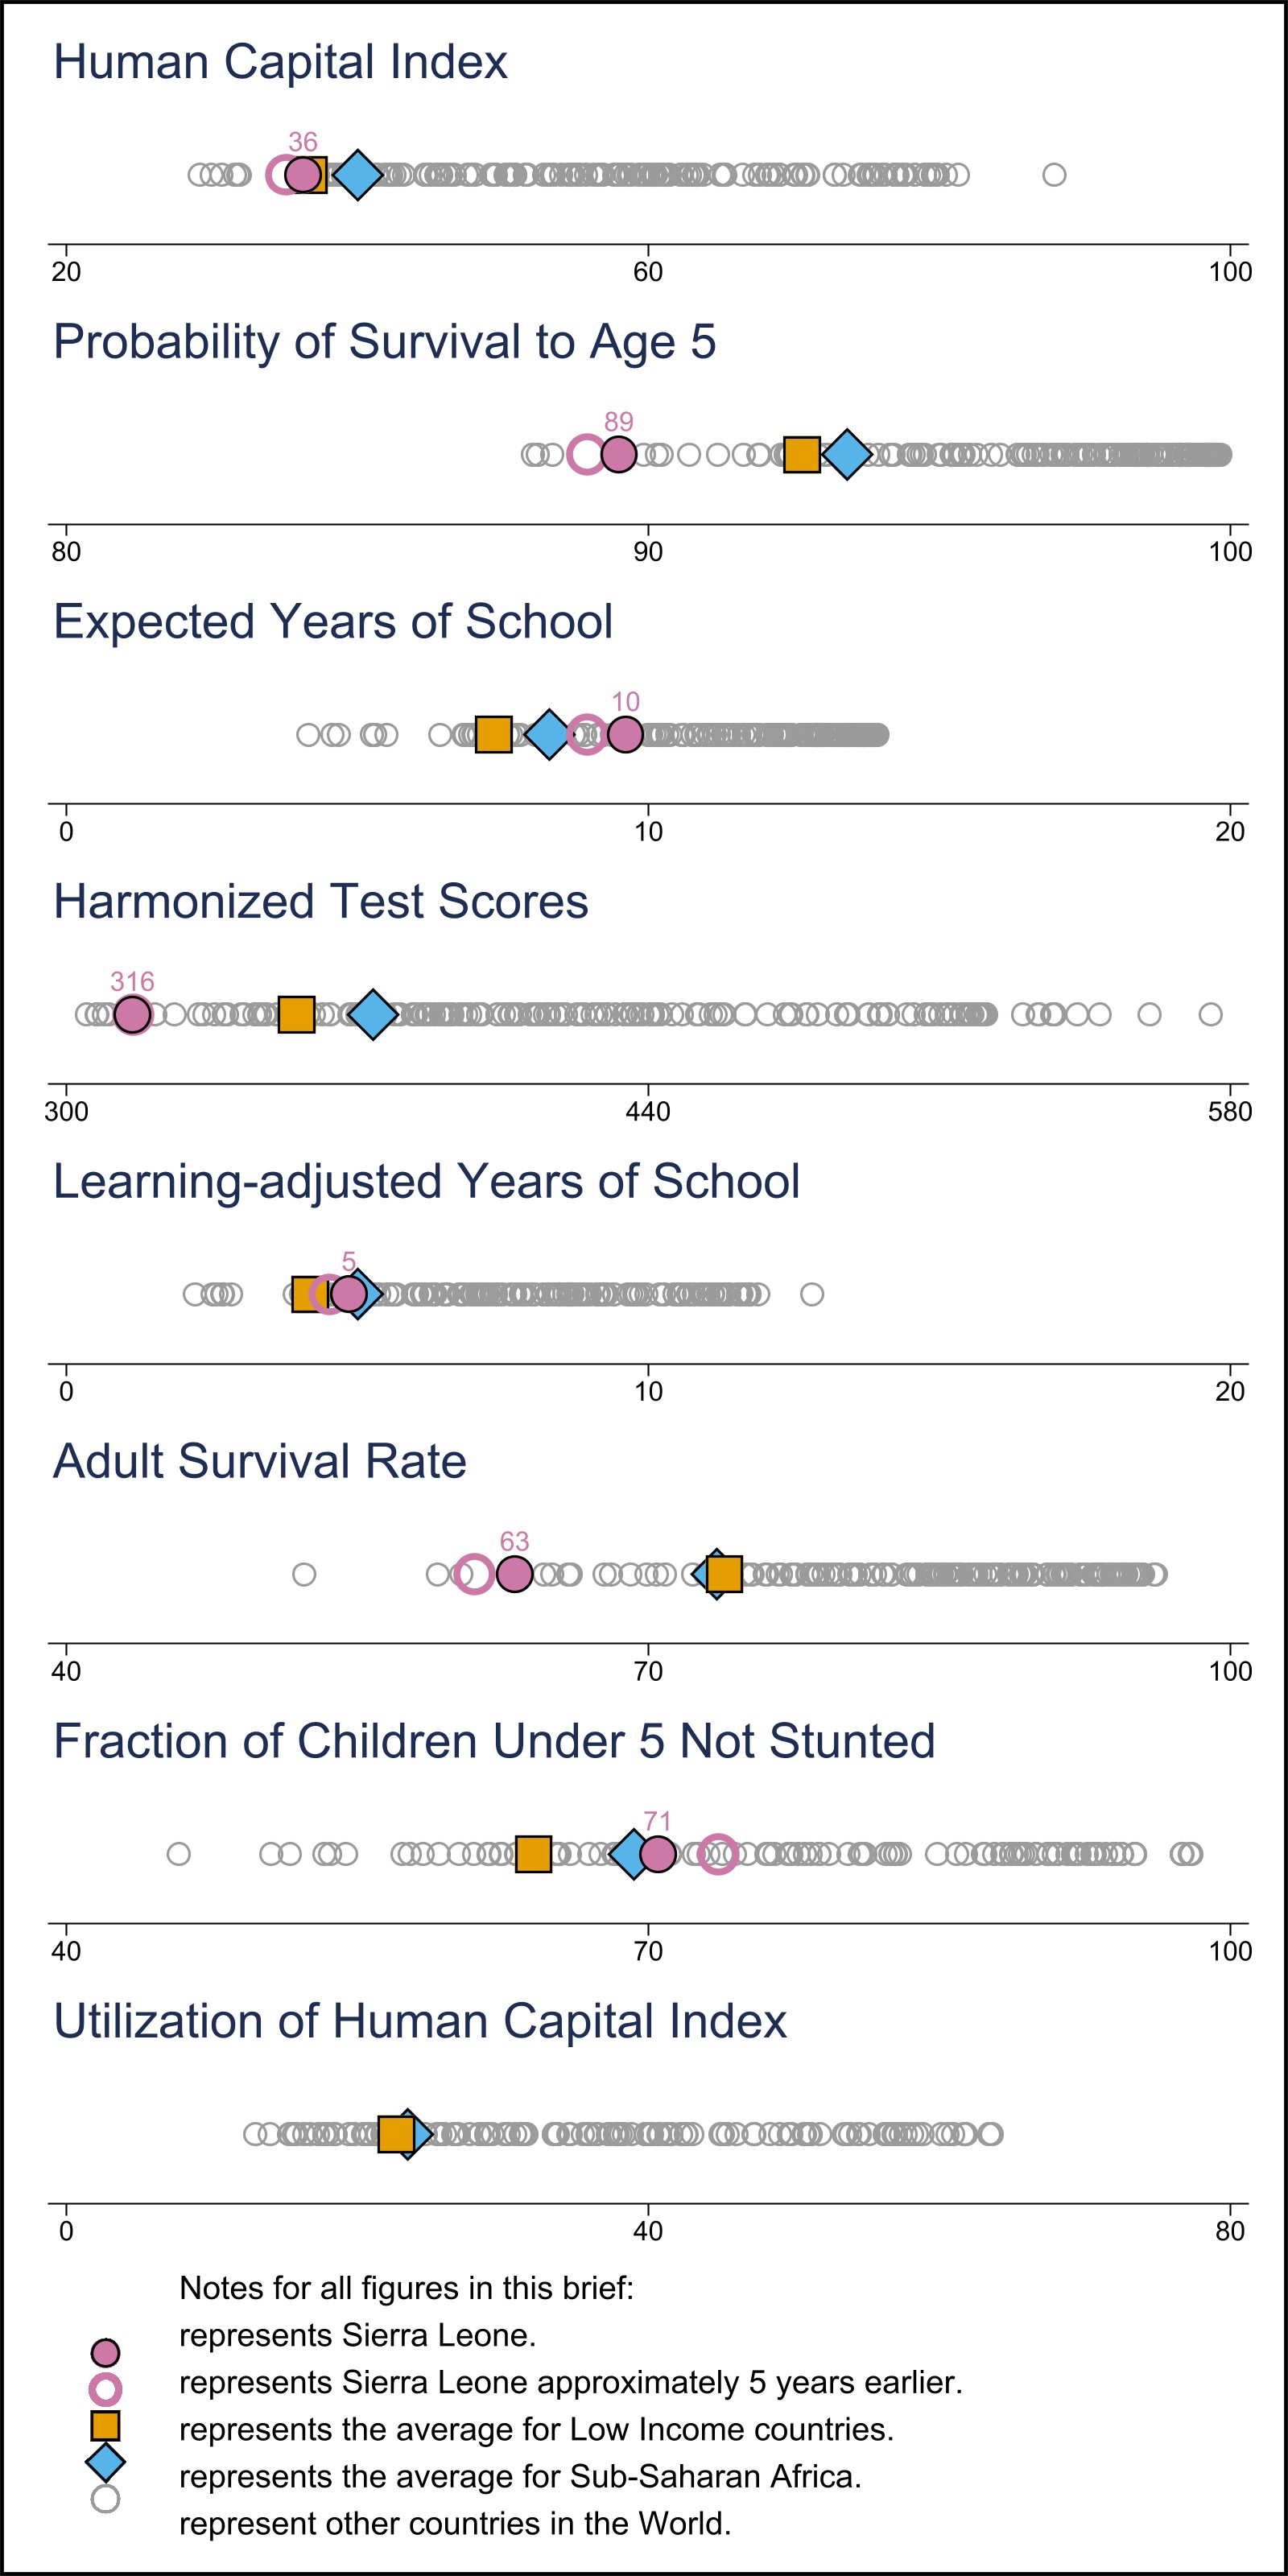 Human Capital Index
36
20 60 100
Probability of Survival to Age 5
89
80 90 100
Expected Years of School
10
0 10 20
Harmonized Test Scores
316
300 440 580
Learning-adjusted Years of School
5
0 10 20
Adult Survival Rate
63
40 70 100
Fraction of Children Under 5 Not Stunted
71
40 70 100
Utilization of Human Capital Index
0 40 80
Notes for all figures in this brief:
represents Sierra Leone.
represents Sierra Leone approximately 5 years earlier.
represents the average for Low Income countries.
represents the average for Sub-Saharan Africa.
represent other countries in the World.